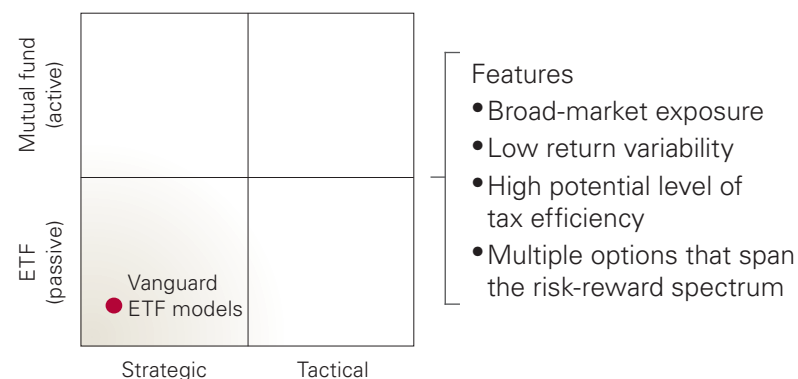 Mutual fund
(active)
ETF
(passive)
Vanguard
ETF models
Strategic
Tactical
Features
•Broad-market exposure
•Low return variability
•High potential level of
tax efficiency
•Multiple options that span
the risk-reward spectrum